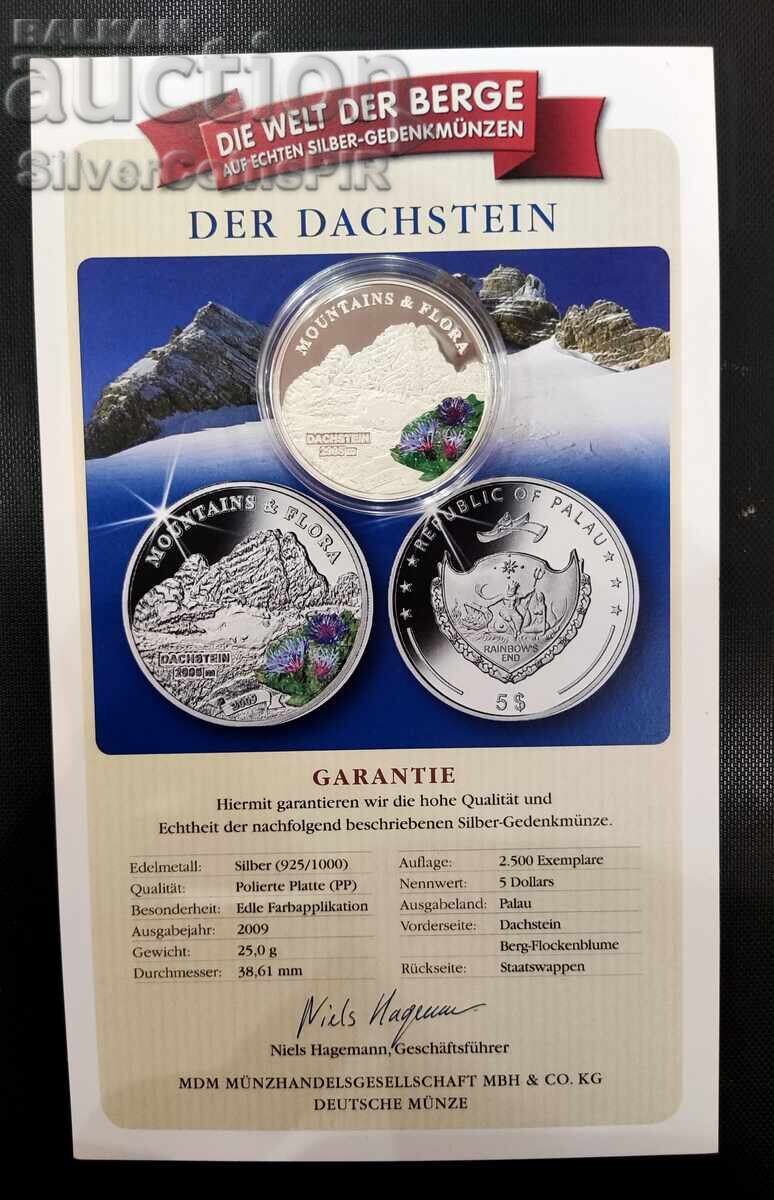 BALKAN
auction
SilverCoinsPIR
DIE WELT DER BERGE
AUF ECHTEN SILBER-GEDENKMÜNZEN
DER DACHSTEIN
MOUNTAINS & FLORA
DACHSTEIN
MOUNTAINS & FLORA
DACHSTEIN
2009
REPUBLIC OF PALAU
RAINBOW'S
END
5$
GARANTIE
Hiermit garantieren wir die hohe Qualität und
Echtheit der nachfolgend beschriebenen Silber-Gedenkmünze.
Edelmetall: Silber (925/1000)
Qualität: Polierte Platte (PP)
Besonderheit: Edle Farbapplikation
Ausgabejahr: 2009
Gewicht: 25,0 g
Durchmesser: 38,61 mm
Auflage: 2.500 Exemplare
Nennwert: 5 Dollars
Ausgabeland: Palau
Vorderseite: Dachstein
Berg-Flockenblume
Rückseite: Staatswappen
Niels Hagemann
Niels Hagemann, Geschäftsführer
MDM MÜNZHANDELSGESELLSCHAFT MBH & CO. KG
DEUTSCHE MÜNZE